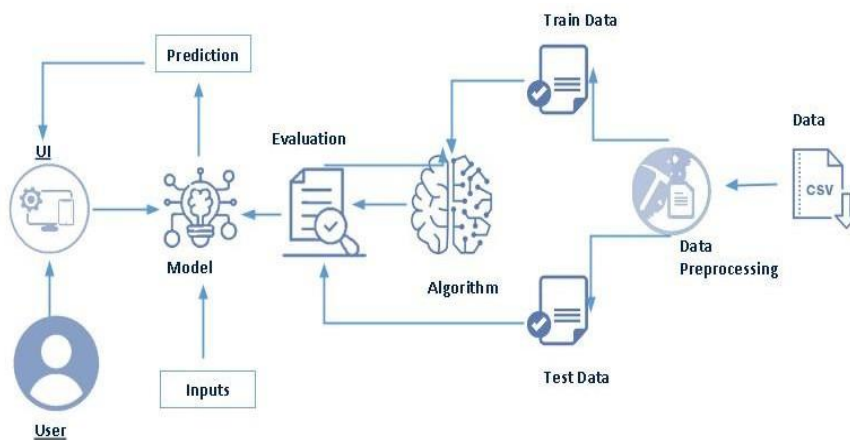 Train Data
Prediction
Evaluation
Data
UI
CSV
Model
Algorithm
Data
Preprocessing
Inputs
Test Data
User